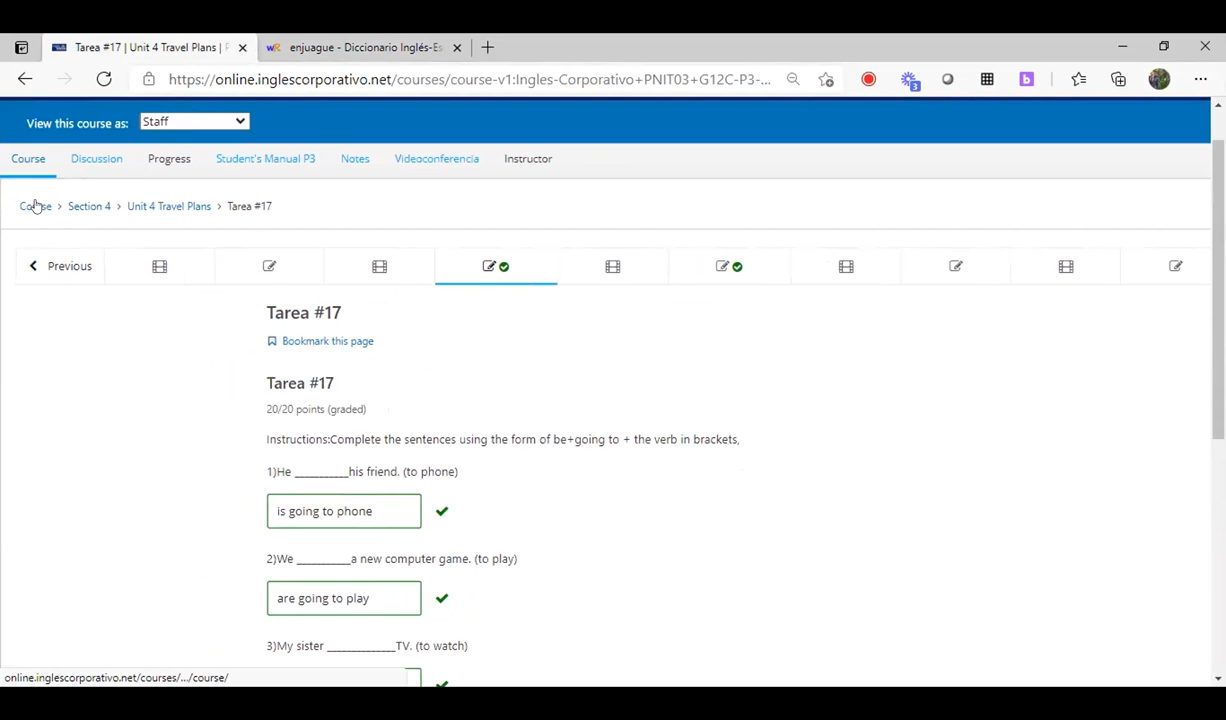 Tarea #17 | Unit 4 Travel Plans |
enjuague - Diccionario Inglés-Es
https://online.inglescorporativo.net/courses/course-v1:Ingles-Corporativo+PNIT03+G12C-P3-...
3
b
View this course as: Staff
Course Discussion Progress Student's Manual P3 Notes Videoconferencia Instructor
Course > Section 4 > Unit 4 Travel Plans > Tarea #17
Previous
Tarea #17
Bookmark this page
Tarea #17
20/20 points (graded)
Instructions:Complete the sentences using the form of be+going to + the verb in brackets,
1)He __________his friend. (to phone)
is going to phone
2)We __________a new computer game. (to play)
are going to play
3)My sister _____________TV. (to watch)
online.inglescorporativo.net/courses/.../course/